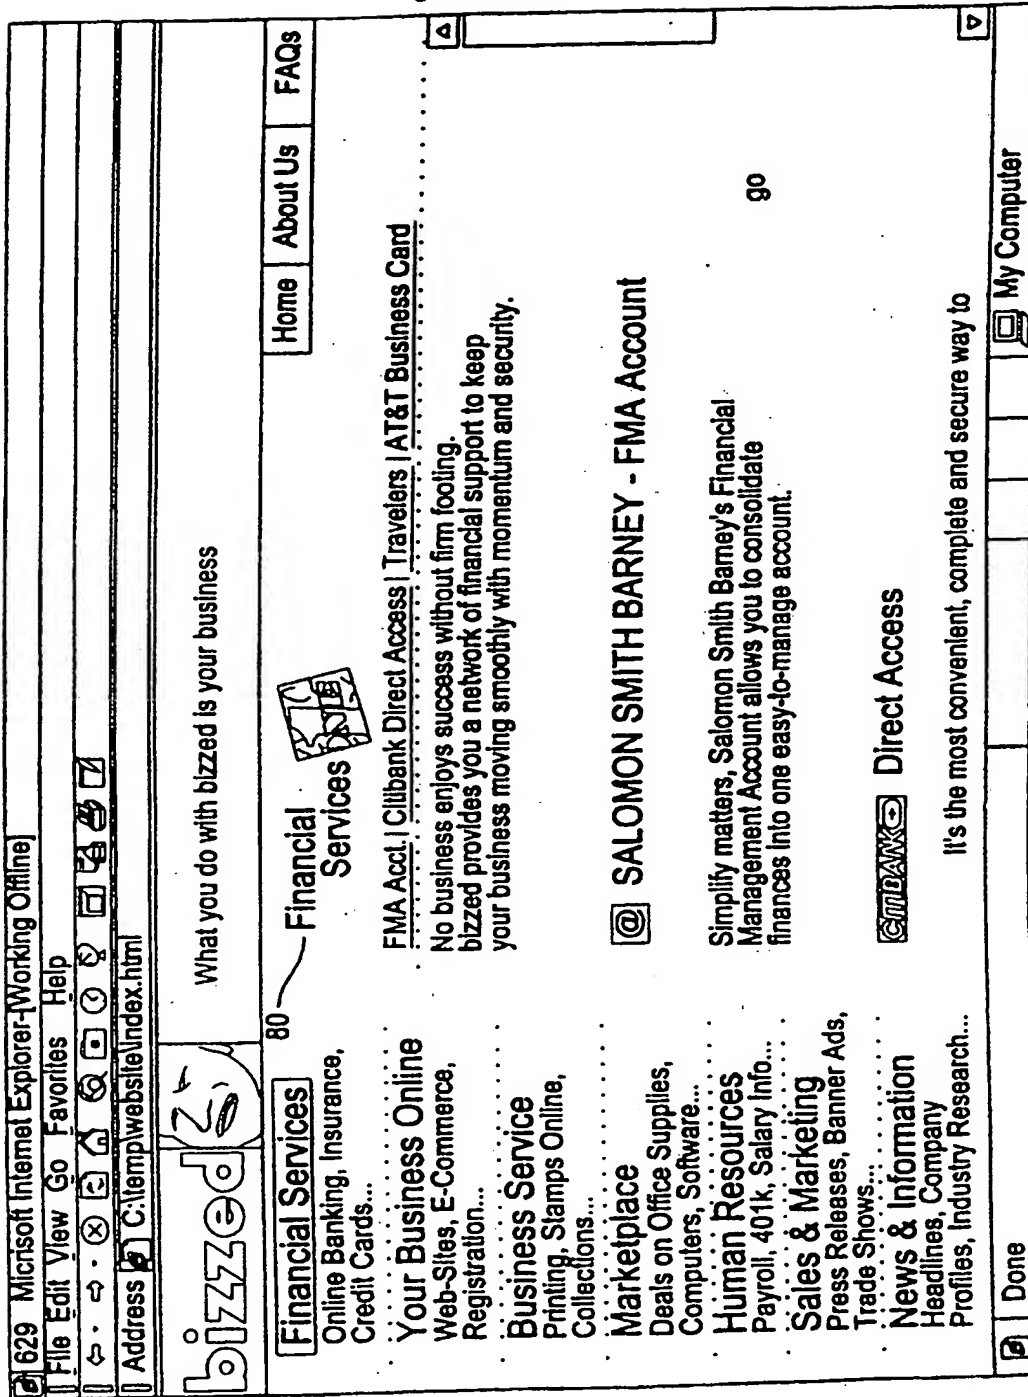 629 Micrisoft Internet Explorer-[Working Offline]
File Edit View Go Favorites Help
Address C:\temp\website\index.html
bizzed
What you do with bizzed is your business
Home About Us FAQs
Financial Services
Online Banking, Insurance,
Credit Cards...
Your Business Online
Web-Sites, E-Commerce,
Registration...
Business Service
Printing, Stamps Online,
Collections...
Marketplace
Deals on Office Supplies,
Computers, Software...
Human Resources
Payroll, 401k, Salary Info...
Sales & Marketing
Press Releases, Banner Ads,
Trade Shows...
News & Information
Headlines, Company
Profiles, Industry Research...
80
Financial
Services
FMA Acct. | Citibank Direct Access | Travelers | AT&T Business Card
No business enjoys success without firm footing.
bizzed provides you a network of financial support to keep
your business moving smoothly with momentum and security.
@ SALOMON SMITH BARNEY - FMA Account
Simplify matters, Salomon Smith Barney's Financial
Management Account allows you to consolidate
finances into one easy-to-manage account.
go
CITIBANK Direct Access
It's the most convenient, complete and secure way to
Done
My Computer